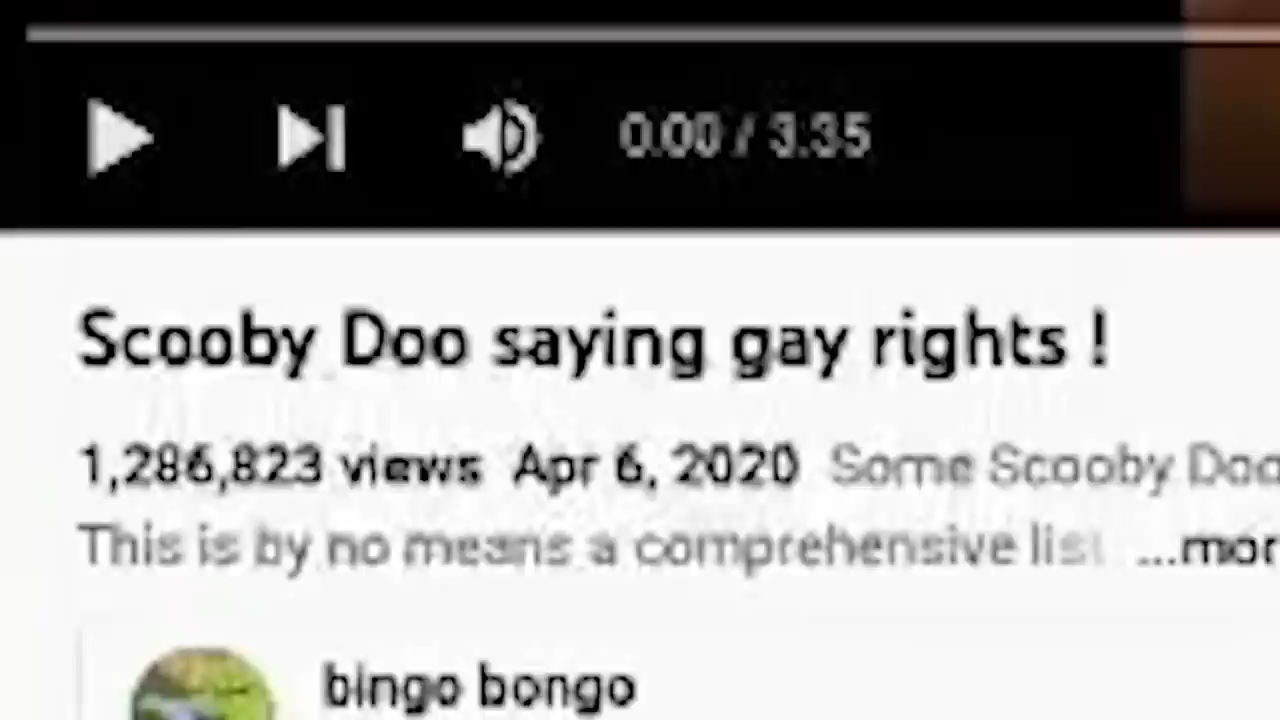 0:00 / 3:35
Scooby Doo saying gay rights !
1,286,823 views Apr 6, 2020 Some Scooby Doo
This is by no means a comprehensive list ...mor
bingo bongo